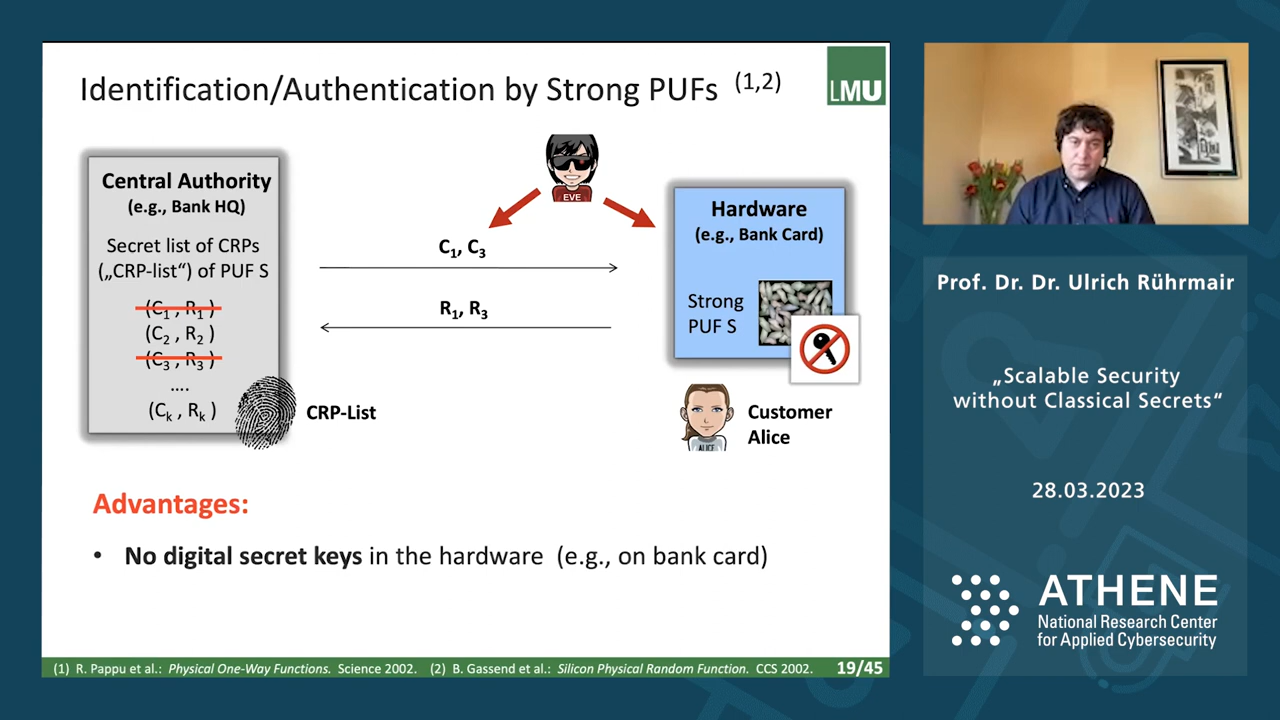 Identification/Authentication by Strong PUFs (1,2)
LMU
Central Authority
(e.g., Bank HQ)
Secret list of CRPs
(„CRP-list“) of PUF S
(C1 , R1 )
(C2 , R2 )
(C3 , R3 )
....
(Ck , Rk )
CRP-List
EVE
C1, C3
R1, R3
Hardware
(e.g., Bank Card)
Strong
PUF S
ALICE
Customer
Alice
Advantages:
• No digital secret keys in the hardware (e.g., on bank card)
(1) R. Pappu et al.: Physical One-Way Functions. Science 2002. (2) B. Gassend et al.: Silicon Physical Random Function. CCS 2002. 19/45
Prof. Dr. Dr. Ulrich Rührmair
„Scalable Security
without Classical Secrets“
28.03.2023
ATHENE
National Research Center
for Applied Cybersecurity